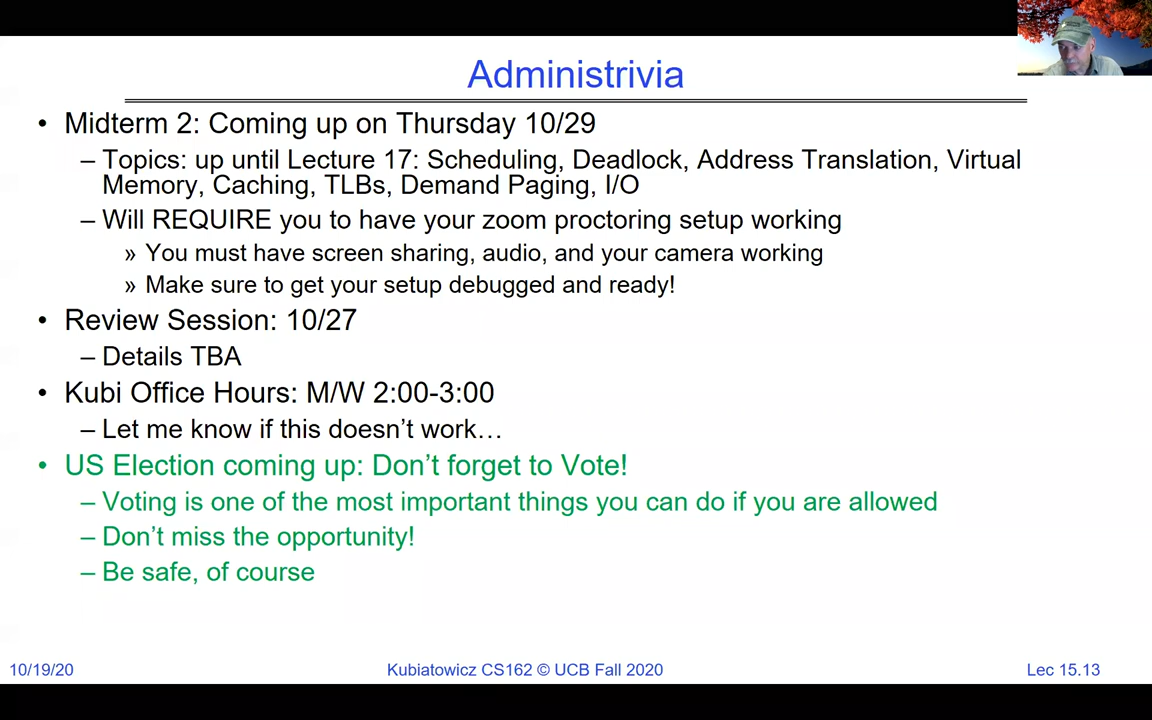 Administrivia
• Midterm 2: Coming up on Thursday 10/29
– Topics: up until Lecture 17: Scheduling, Deadlock, Address Translation, Virtual
Memory, Caching, TLBs, Demand Paging, I/O
– Will REQUIRE you to have your zoom proctoring setup working
» You must have screen sharing, audio, and your camera working
» Make sure to get your setup debugged and ready!
• Review Session: 10/27
– Details TBA
• Kubi Office Hours: M/W 2:00-3:00
– Let me know if this doesn’t work…
• US Election coming up: Don’t forget to Vote!
– Voting is one of the most important things you can do if you are allowed
– Don’t miss the opportunity!
– Be safe, of course
10/19/20
Kubiatowicz CS162 © UCB Fall 2020
Lec 15.13